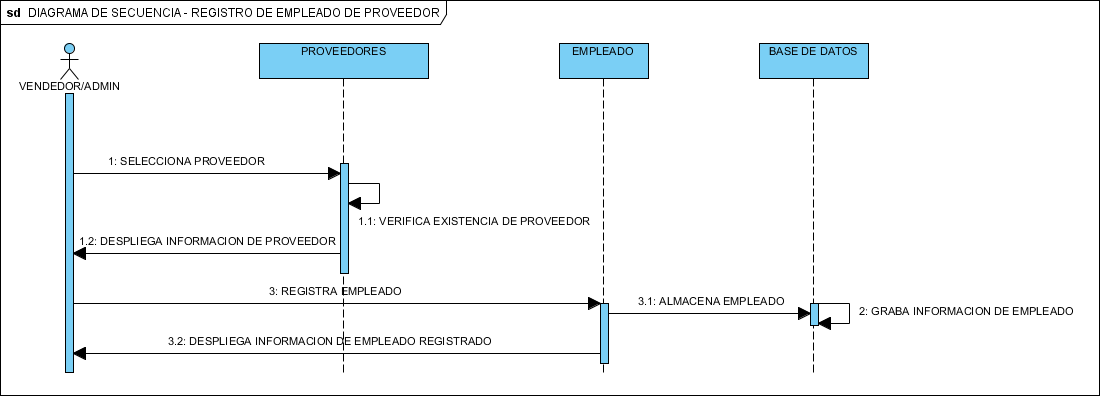 sd DIAGRAMA DE SECUENCIA - REGISTRO DE EMPLEADO DE PROVEEDOR
VENDEDOR/ADMIN
PROVEEDORES
EMPLEADO
BASE DE DATOS
1: SELECCIONA PROVEEDOR
1.1: VERIFICA EXISTENCIA DE PROVEEDOR
1.2: DESPLIEGA INFORMACION DE PROVEEDOR
3: REGISTRA EMPLEADO
3.1: ALMACENA EMPLEADO
2: GRABA INFORMACION DE EMPLEADO
3.2: DESPLIEGA INFORMACION DE EMPLEADO REGISTRADO